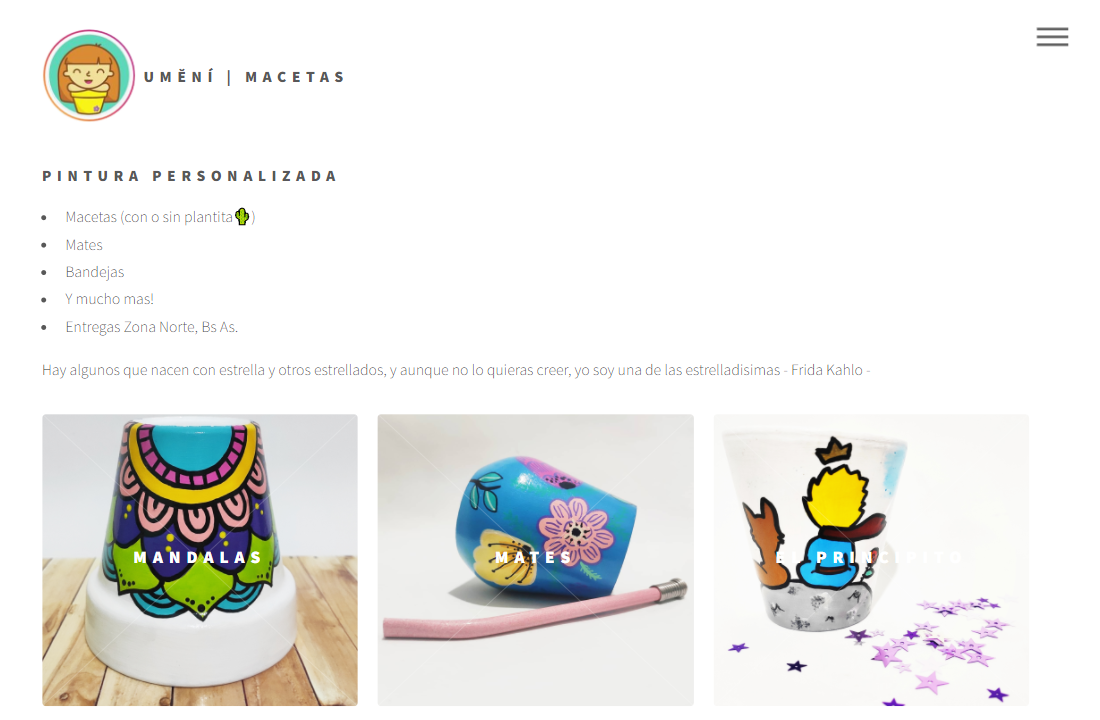 UMĚNÍ | MACETAS
PINTURA PERSONALIZADA
Macetas (con o sin plantita🌵)
Mates
Bandejas
Y mucho mas!
Entregas Zona Norte, Bs As.
Hay algunos que nacen con estrella y otros estrellados, y aunque no lo quieras creer, yo soy una de las estrelladisimas - Frida Kahlo -
MANDALAS
MATES
EL PRINCIPITO